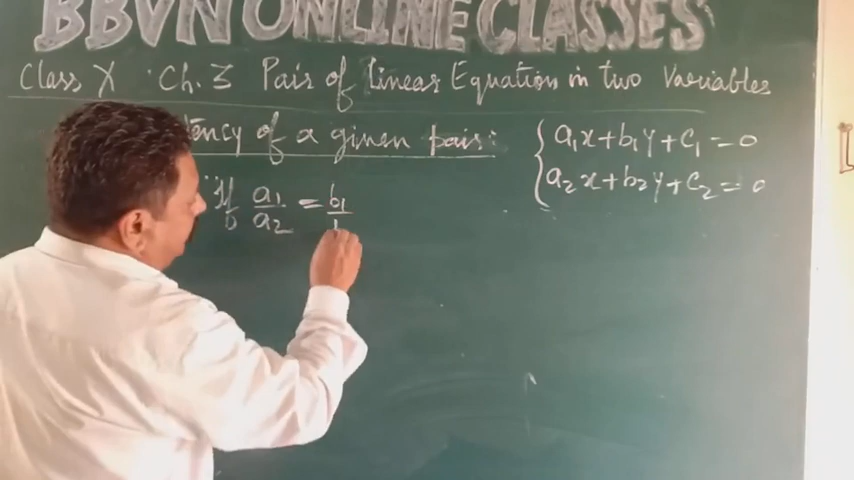 BBVN ONLINE CLASSES
Class X Ch. 3 Pair of linear Equation in two Variables
of a given pair:
{ a₁x+b₁y+c₁=0
a₂x+b₂y+c₂=0
If a₁/a₂ = b₁/